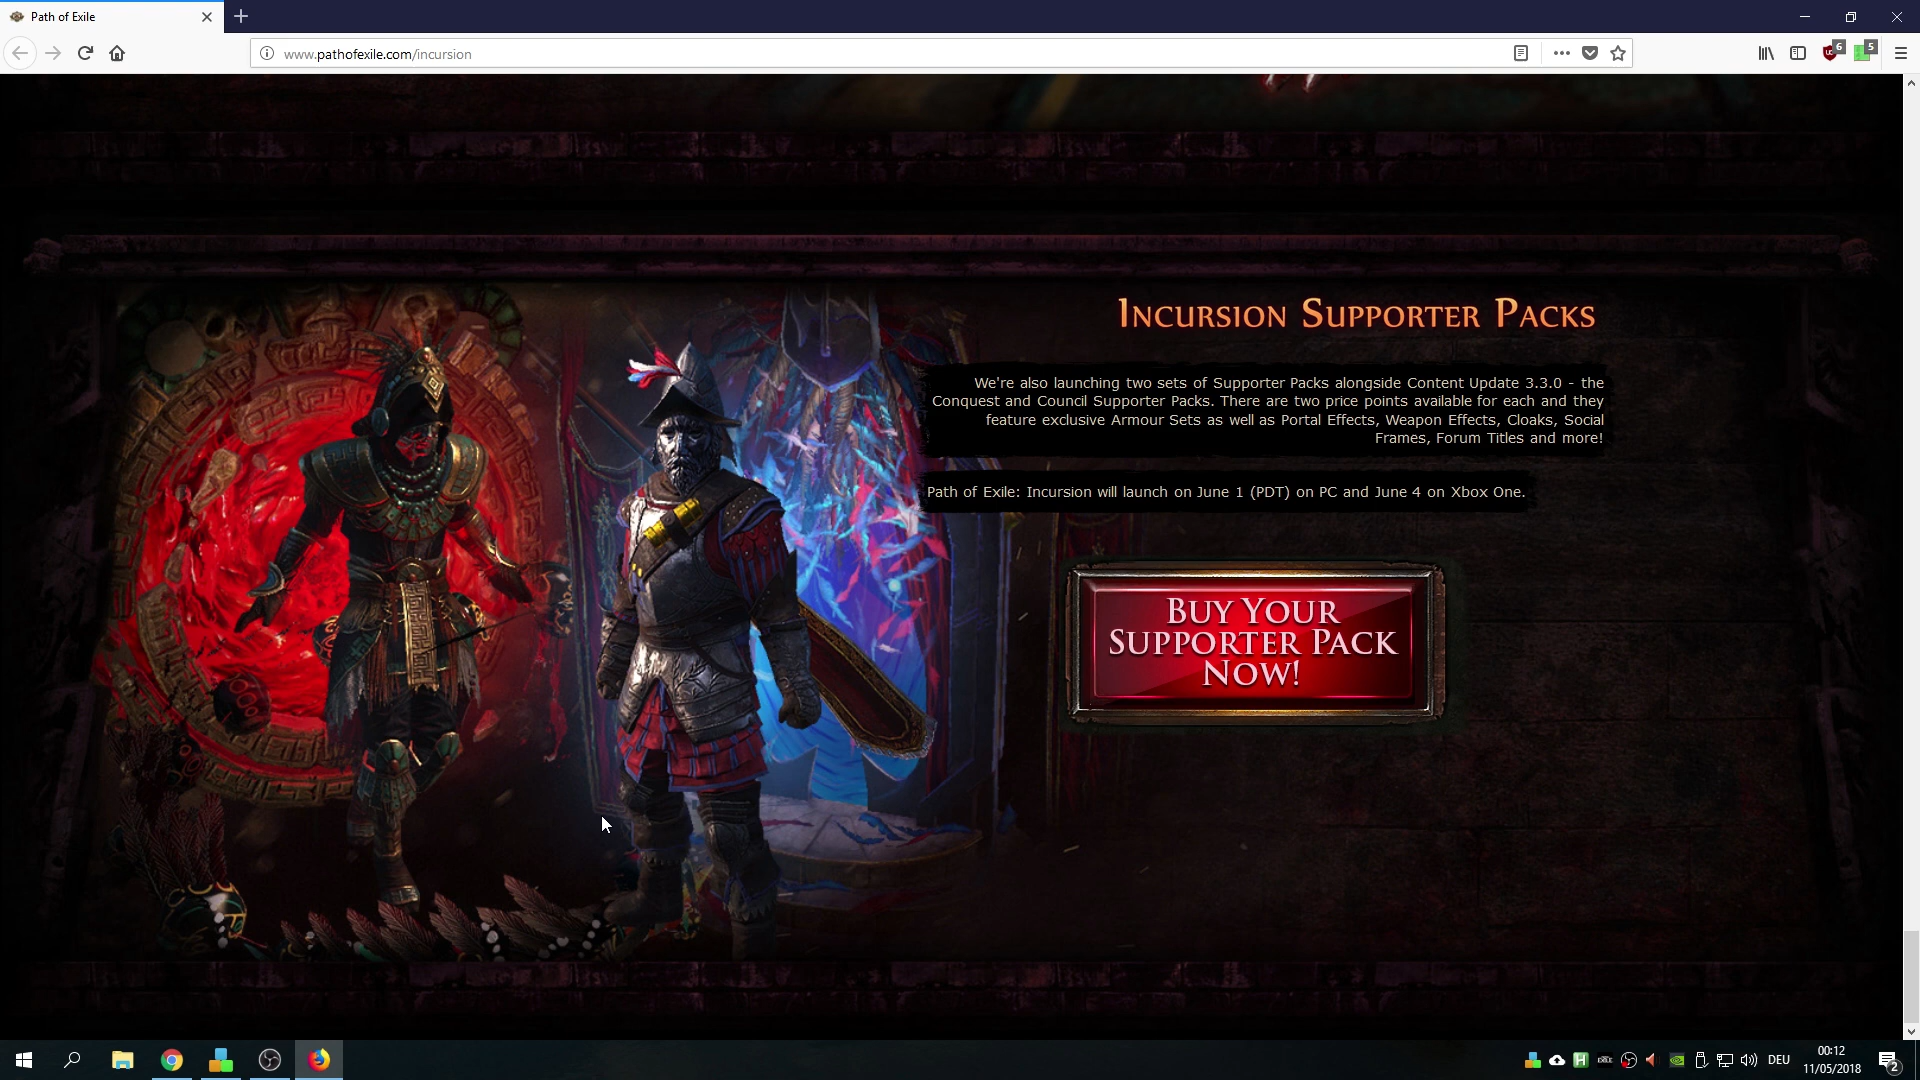 Path of Exile
www.pathofexile.com/incursion
6
5
INCURSION SUPPORTER PACKS
We're also launching two sets of Supporter Packs alongside Content Update 3.3.0 - the
Conquest and Council Supporter Packs. There are two price points available for each and they
feature exclusive Armour Sets as well as Portal Effects, Weapon Effects, Cloaks, Social
Frames, Forum Titles and more!
Path of Exile: Incursion will launch on June 1 (PDT) on PC and June 4 on Xbox One.
BUY YOUR
SUPPORTER PACK
NOW!
DEU
00:12
11/05/2018
2